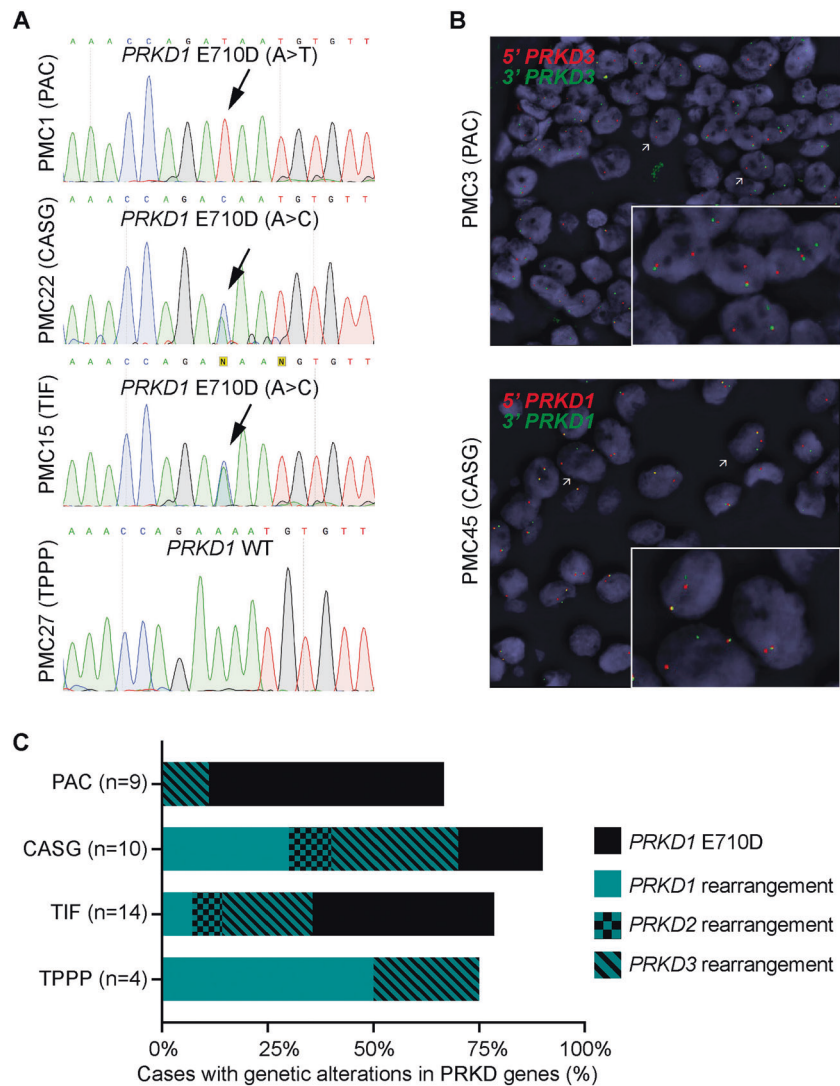 A
A A A C C A G A T A A T G T G T T
PRKD1 E710D (A>T)
PMC1 (PAC)
A A A C C A G A C A A T G T G T T
PRKD1 E710D (A>C)
PMC22 (CASG)
A A A C C A G A N A A N G T G T T
PRKD1 E710D (A>C)
PMC15 (TIF)
A A A C C A G A A A A T G T G T T
PRKD1 WT
PMC27 (TPPP)
B
5' PRKD3
3' PRKD3
PMC3 (PAC)
5' PRKD1
3' PRKD1
PMC45 (CASG)
C
PAC (n=9)
CASG (n=10)
TIF (n=14)
TPPP (n=4)
0% 25% 50% 75% 100%
Cases with genetic alterations in PRKD genes (%)
PRKD1 E710D
PRKD1 rearrangement
PRKD2 rearrangement
PRKD3 rearrangement